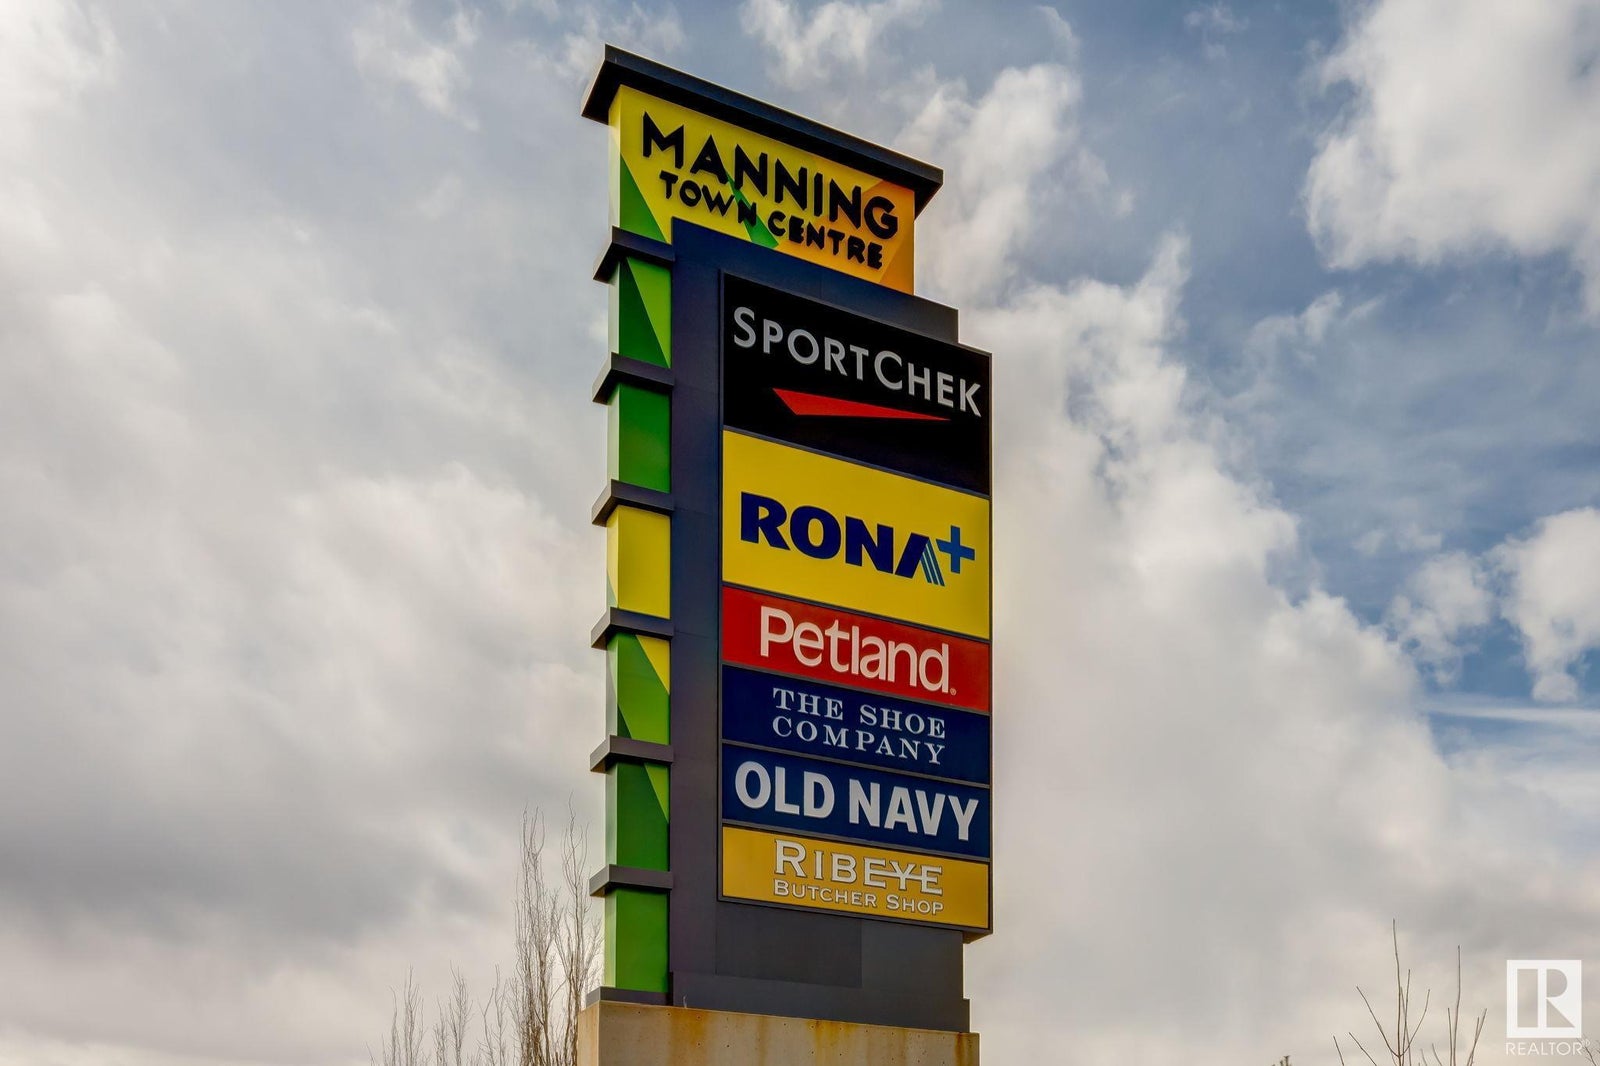 MANNING
TOWN CENTRE
SPORTCHEK
RONA+
Petland®
THE SHOE
COMPANY
OLD NAVY
RIBEYE
BUTCHER SHOP
R
REALTOR®